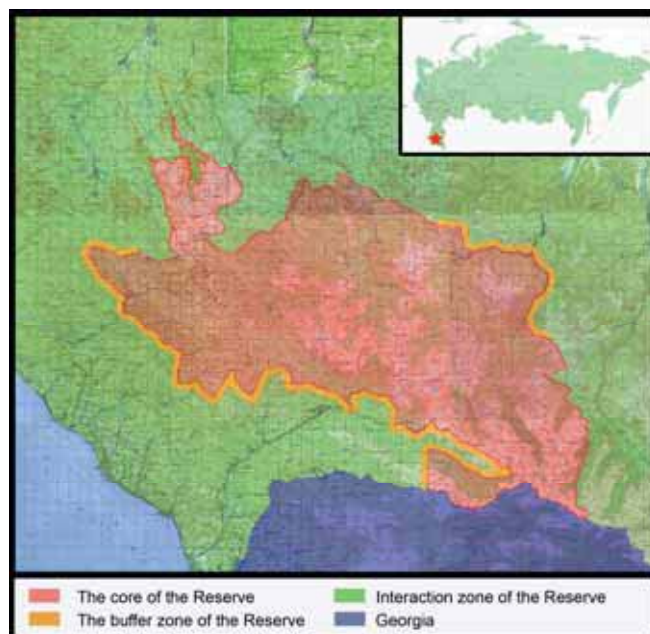 The core of the Reserve
The buffer zone of the Reserve
Interaction zone of the Reserve
Georgia